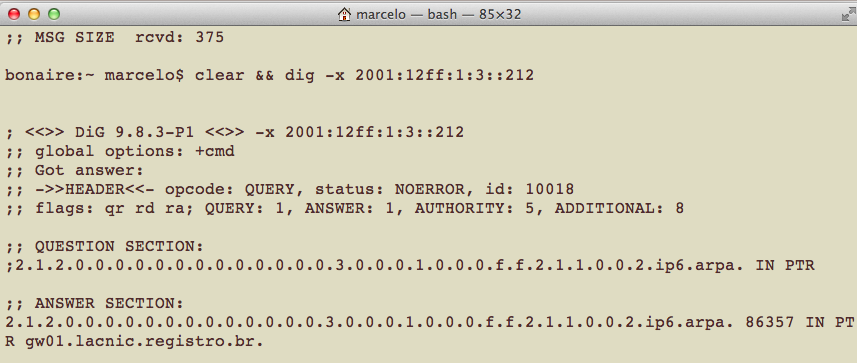 marcelo — bash — 85×32
;; MSG SIZE  rcvd: 375
bonaire:~ marcelo$ clear && dig -x 2001:12ff:1:3::212
; <<>> DiG 9.8.3-P1 <<>> -x 2001:12ff:1:3::212
;; global options: +cmd
;; Got answer:
;; ->>HEADER<<- opcode: QUERY, status: NOERROR, id: 10018
;; flags: qr rd ra; QUERY: 1, ANSWER: 1, AUTHORITY: 5, ADDITIONAL: 8
;; QUESTION SECTION:
;2.1.2.0.0.0.0.0.0.0.0.0.0.0.0.0.3.0.0.0.1.0.0.0.f.f.2.1.1.0.0.2.ip6.arpa. IN PTR
;; ANSWER SECTION:
2.1.2.0.0.0.0.0.0.0.0.0.0.0.0.0.3.0.0.0.1.0.0.0.f.f.2.1.1.0.0.2.ip6.arpa. 86357 IN PT
R gw01.lacnic.registro.br.